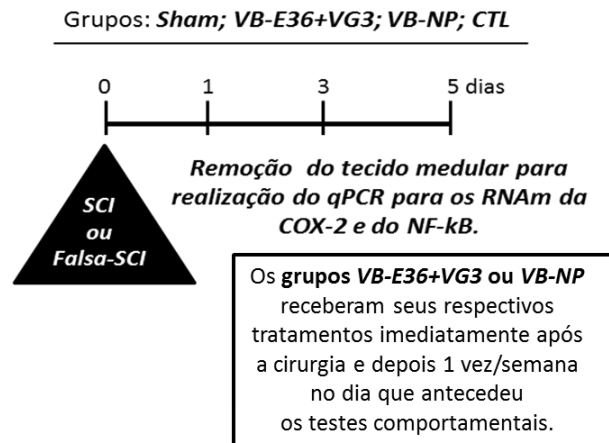 Grupos: Sham; VB-E36+VG3; VB-NP; CTL
0 1 3 5 dias
SCI
ou
Falsa-SCI
Remoção do tecido medular para
realização do qPCR para os RNAm da
COX-2 e do NF-kB.
Os grupos VB-E36+VG3 ou VB-NP
receberam seus respectivos
tratamentos imediatamente após
a cirurgia e depois 1 vez/semana
no dia que antecedeu
os testes comportamentais.